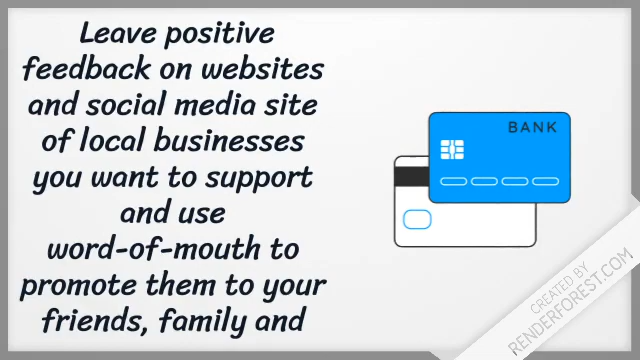 Leave positive
feedback on websites
and social media site
of local businesses
you want to support
and use
word-of-mouth to
promote them to your
friends, family and
BANK
CREATED BY
RENDERFOREST.COM